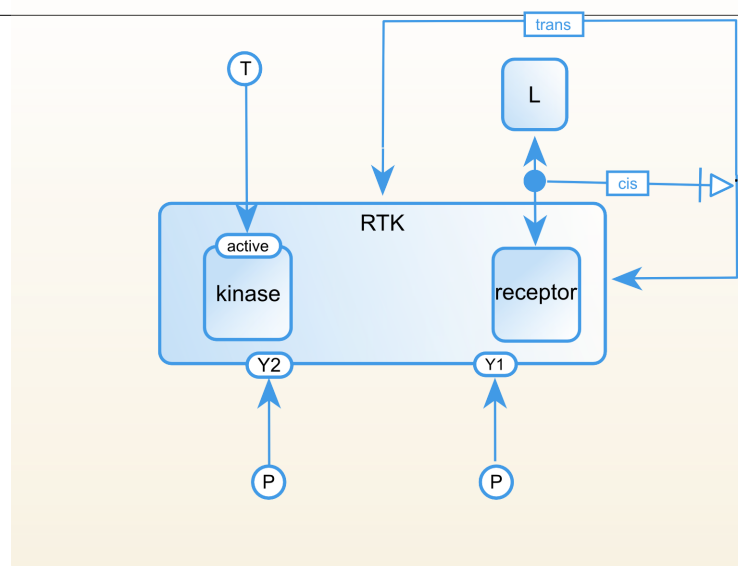 trans
T
L
cis
RTK
active
kinase
receptor
Y2
Y1
P
P